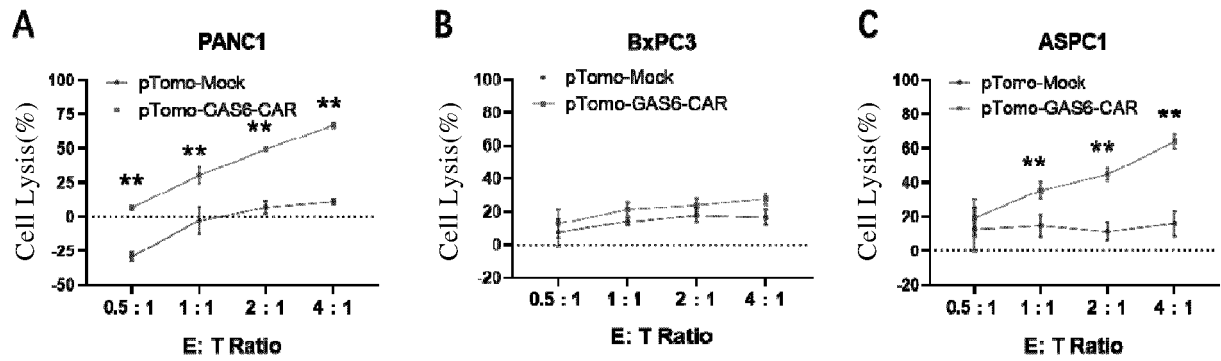 A
PANC1
pTomo-Mock
pTomo-GAS6-CAR
Cell Lysis(%)
100
75
50
25
0
-25
-50
**
**
**
**
0.5 : 1
1 : 1
2 : 1
4 : 1
E: T Ratio
B
BxPC3
pTomo-Mock
pTomo-GAS6-CAR
Cell Lysis(%)
100
80
60
40
20
0
-20
0.5 : 1
1 : 1
2 : 1
4 : 1
E: T Ratio
C
ASPC1
pTomo-Mock
pTomo-GAS6-CAR
Cell Lysis(%)
100
80
60
40
20
0
-20
**
**
**
0.5 : 1
1 : 1
2 : 1
4 : 1
E: T Ratio